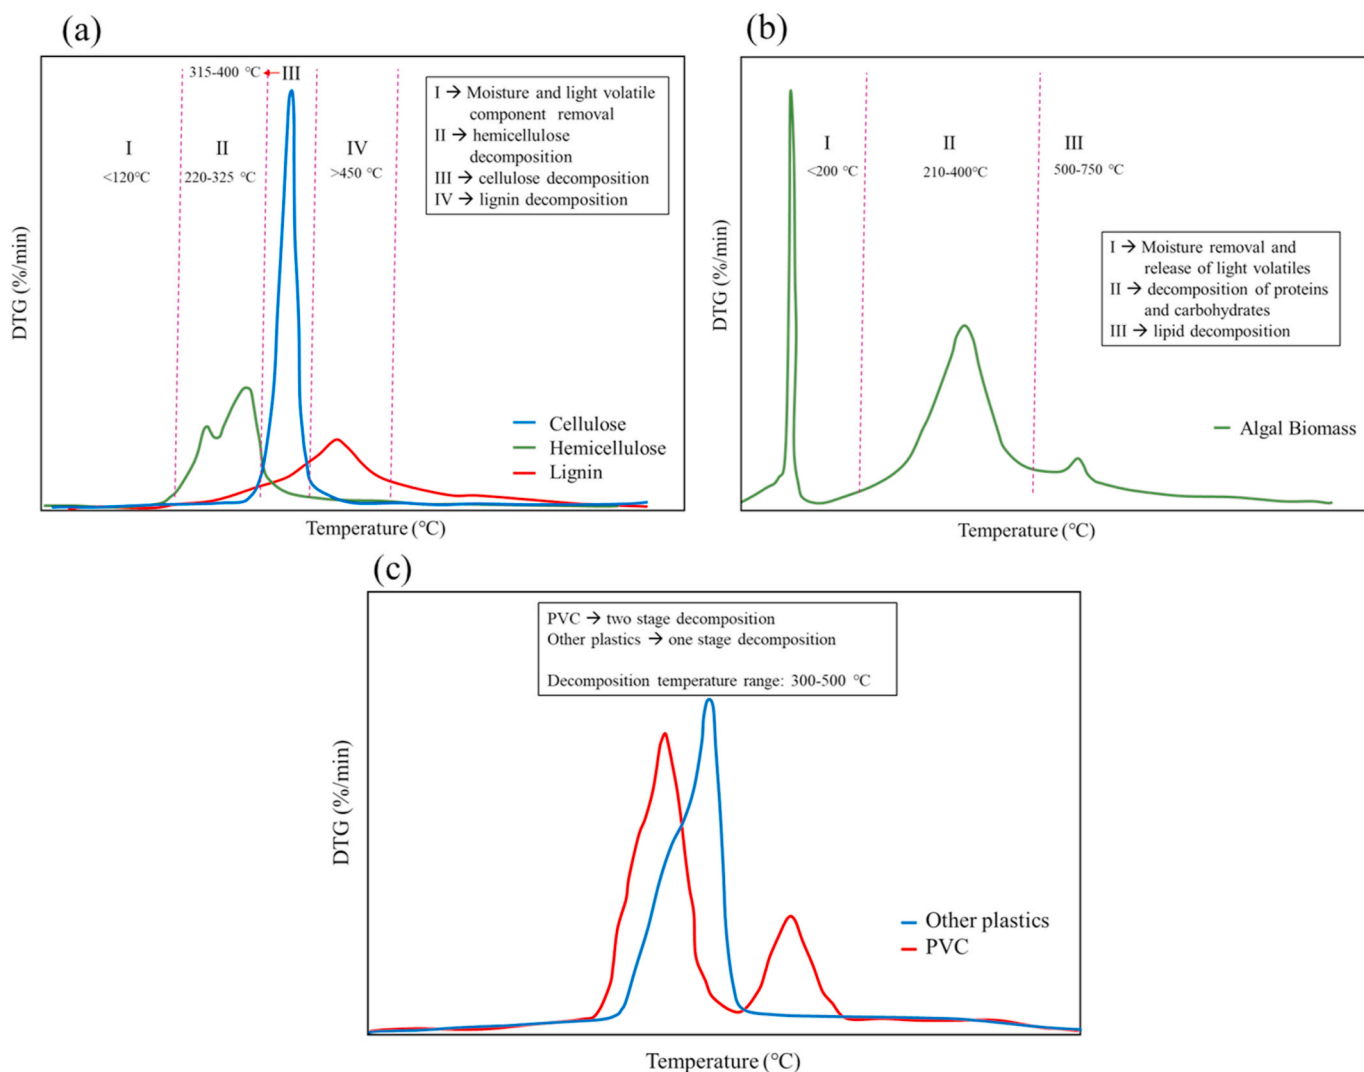 (a)
315-400 °C
III
I
<120°C
II
220-325 °C
IV
>450 °C
I → Moisture and light volatile
component removal
II → hemicellulose
decomposition
III → cellulose decomposition
IV → lignin decomposition
DTG (%/min)
Cellulose
Hemicellulose
Lignin
Temperature (°C)
(b)
I
<200 °C
II
210-400°C
III
500-750 °C
I → Moisture removal and
release of light volatiles
II → decomposition of proteins
and carbohydrates
III → lipid decomposition
DTG (%/min)
Algal Biomass
Temperature (°C)
(c)
PVC → two stage decomposition
Other plastics → one stage decomposition
Decomposition temperature range: 300-500 °C
DTG (%/min)
Other plastics
PVC
Temperature (°C)